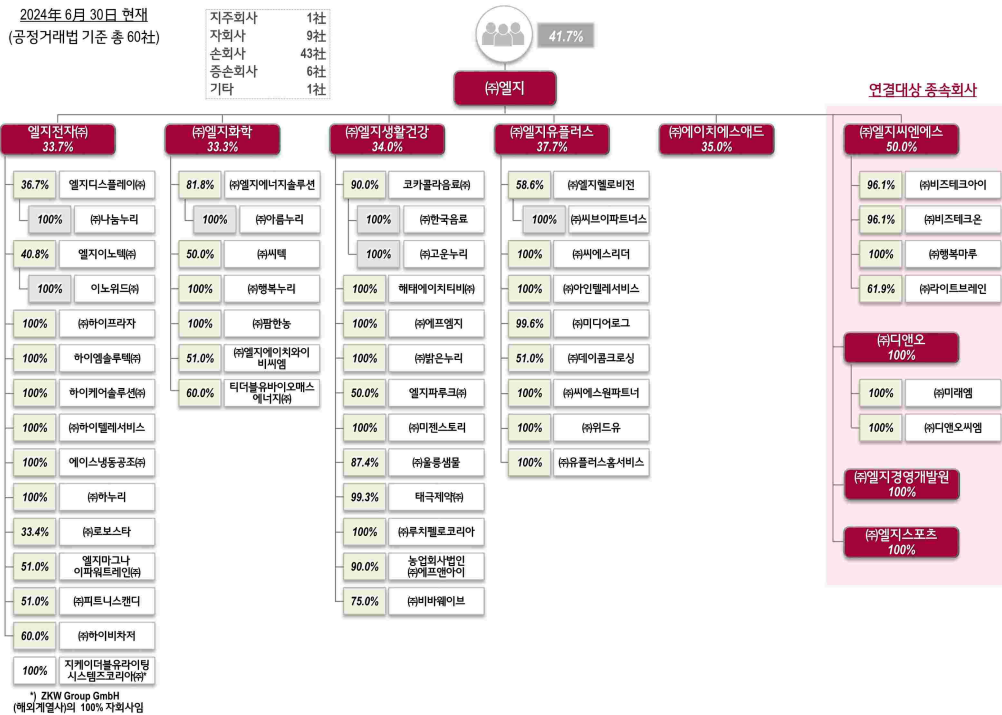 2024年 6月 30日 현재
(공정거래법 기준 총 60社)
지주회사 1社
자회사 9社
손회사 43社
증손회사 6社
기타 1社
41.7%
㈜엘지
연결대상 종속회사
엘지전자㈜
33.7%
36.7% 엘지디스플레이㈜
100% ㈜나눔누리
40.8% 엘지이노텍㈜
100% 이노위드㈜
100% ㈜하이프라자
100% 하이엠솔루텍㈜
100% 하이케어솔루션㈜
100% ㈜하이텔레서비스
100% 에이스냉동공조㈜
100% ㈜하누리
33.4% ㈜로보스타
51.0% 엘지마그나
이파워트레인㈜
51.0% ㈜피트니스캔디
60.0% ㈜하이비차저
100% 지케이더블유라이팅
시스템즈코리아㈜*
*) ZKW Group GmbH
(해외계열사)의 100% 자회사임
㈜엘지화학
33.3%
81.8% ㈜엘지에너지솔루션
100% ㈜아름누리
50.0% ㈜씨텍
100% ㈜행복누리
100% ㈜팜한농
51.0% ㈜엘지에이치와이
비씨엠
60.0% 티더블유바이오매스
에너지㈜
㈜엘지생활건강
34.0%
90.0% 코카콜라음료㈜
100% ㈜한국음료
100% ㈜고운누리
100% 해태에이치티비㈜
100% ㈜에프엠지
100% ㈜밝은누리
50.0% 엘지파루크㈜
100% ㈜미젠스토리
87.4% ㈜울릉샘물
99.3% 태극제약㈜
100% ㈜루치펠로코리아
90.0% 농업회사법인
㈜에프앤아이
75.0% ㈜비바웨이브
㈜엘지유플러스
37.7%
58.6% ㈜엘지헬로비전
100% ㈜씨브이파트너스
100% ㈜씨에스리더
100% ㈜아인텔레서비스
99.6% ㈜미디어로그
51.0% ㈜데이콤크로싱
100% ㈜씨에스원파트너
100% ㈜위드유
100% ㈜유플러스홈서비스
㈜에이치에스애드
35.0%
㈜엘지씨엔에스
50.0%
96.1% ㈜비즈테크아이
96.1% ㈜비즈테크온
100% ㈜행복마루
61.9% ㈜라이트브레인
㈜디앤오
100%
100% ㈜미래엠
100% ㈜디앤오씨엠
㈜엘지경영개발원
100%
㈜엘지스포츠
100%